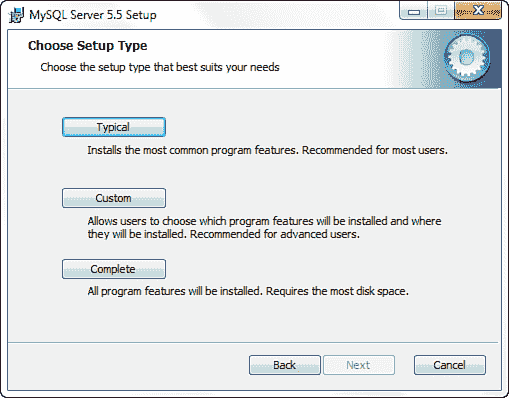 MySQL Server 5.5 Setup
Choose Setup Type
Choose the setup type that best suits your needs
Typical
Installs the most common program features. Recommended for most users.
Custom
Allows users to choose which program features will be installed and where
they will be installed. Recommended for advanced users.
Complete
All program features will be installed. Requires the most disk space.
Back
Next
Cancel